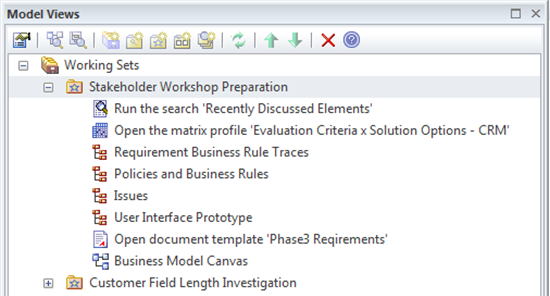 Model Views
Working Sets
Stakeholder Workshop Preparation
Run the search 'Recently Discussed Elements'
Open the matrix profile 'Evaluation Criteria x Solution Options - CRM'
Requirement Business Rule Traces
Policies and Business Rules
Issues
User Interface Prototype
Open document template 'Phase3 Reqirements'
Business Model Canvas
Customer Field Length Investigation